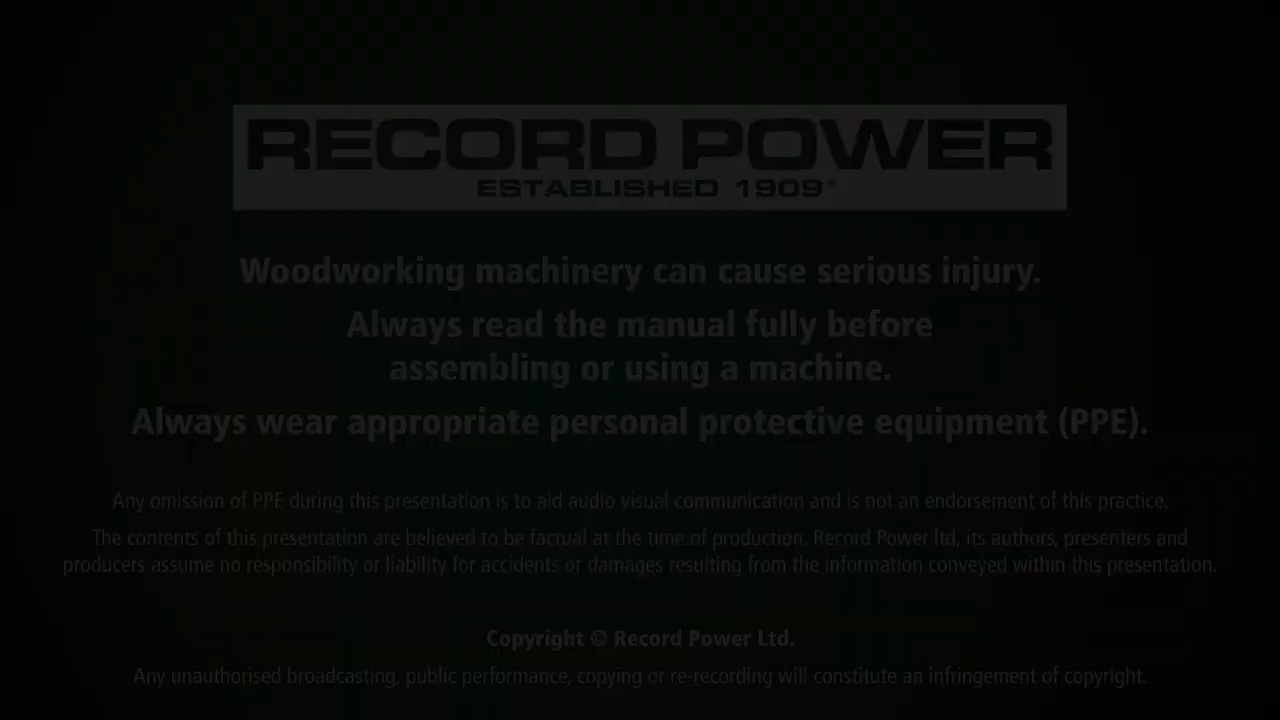 RECORD POWER
ESTABLISHED 1909®
Woodworking machinery can cause serious injury.
Always read the manual fully before
assembling or using a machine.
Always wear appropriate personal protective equipment (PPE).
Any omission of PPE during this presentation is to aid audio visual communication and is not an endorsement of this practice.
The contents of this presentation are believed to be factual at the time of production. Record Power ltd, its authors, presenters and
producers assume no responsibility or liability for accidents or damages resulting from the information conveyed within this presentation.
Copyright © Record Power Ltd.
Any unauthorised broadcasting, public performance, copying or re-recording will constitute an infringement of copyright.